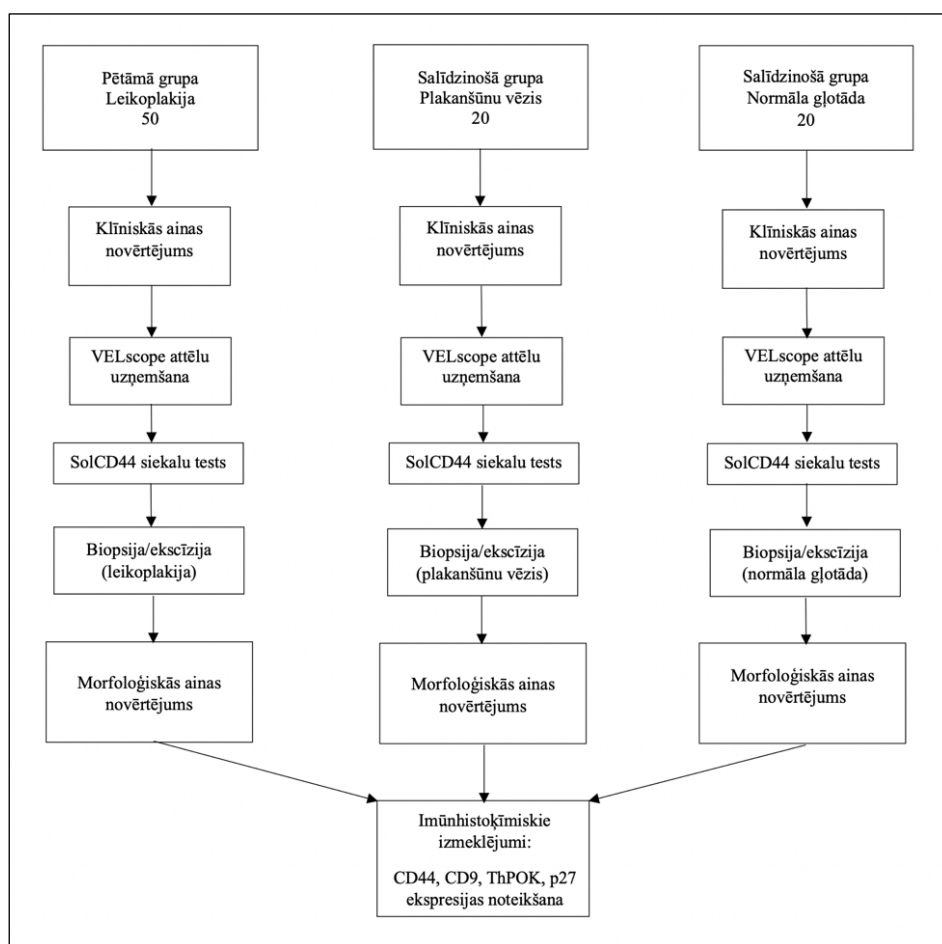 Pētāmā grupa
Leikoplakija
50
Salīdzinošā grupa
Plakanšūnu vēzis
20
Salīdzinošā grupa
Normāla gļotāda
20
Klīniskās ainas
novērtējums
Klīniskās ainas
novērtējums
Klīniskās ainas
novērtējums
VELscope attēlu
uzņemšana
VELscope attēlu
uzņemšana
VELscope attēlu
uzņemšana
SolCD44 siekalu tests
SolCD44 siekalu tests
SolCD44 siekalu tests
Biopsija/ekscīzija
(leikoplakija)
Biopsija/ekscīzija
(plakanšūnu vēzis)
Biopsija/ekscīzija
(normāla gļotāda)
Morfoloģiskās ainas
novērtējums
Morfoloģiskās ainas
novērtējums
Morfoloģiskās ainas
novērtējums
Imūnhistoķīmiskie
izmeklējumi:
CD44, CD9, ThPOK, p27
ekspresijas noteikšana